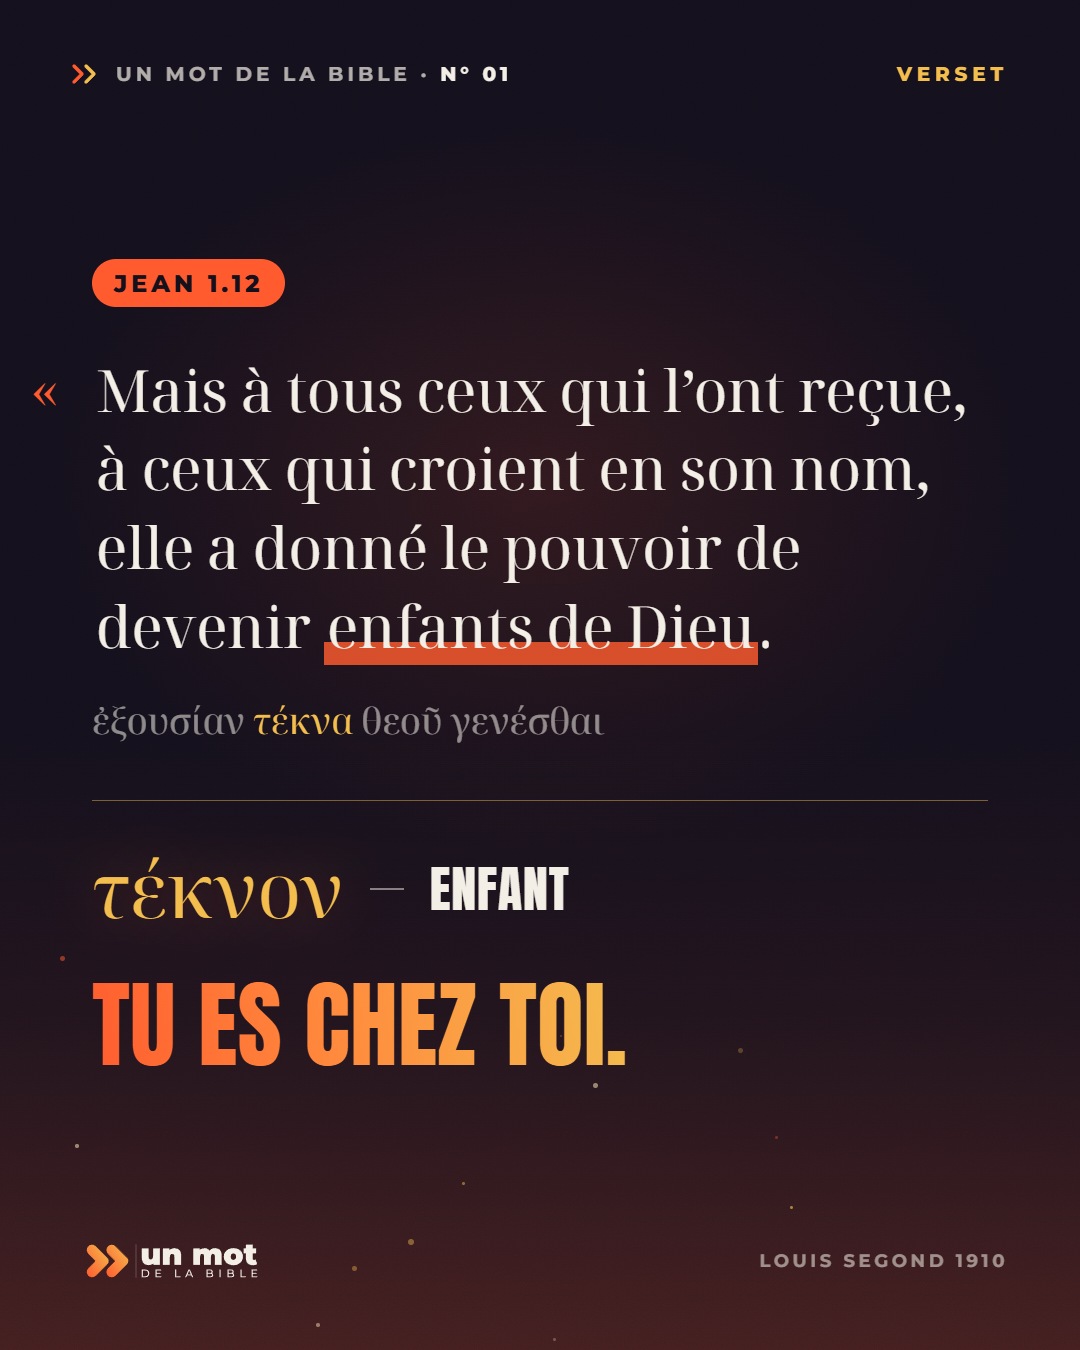 UN MOT DE LA BIBLE · N° 01
VERSET
JEAN 1.12
« Mais à tous ceux qui l’ont reçue,
à ceux qui croient en son nom,
elle a donné le pouvoir de
devenir enfants de Dieu.
ἐξουσίαν τέκνα θεοῦ γενέσθαι
τέκνον — ENFANT
TU ES CHEZ TOI.
un mot
DE LA BIBLE
LOUIS SEGOND 1910